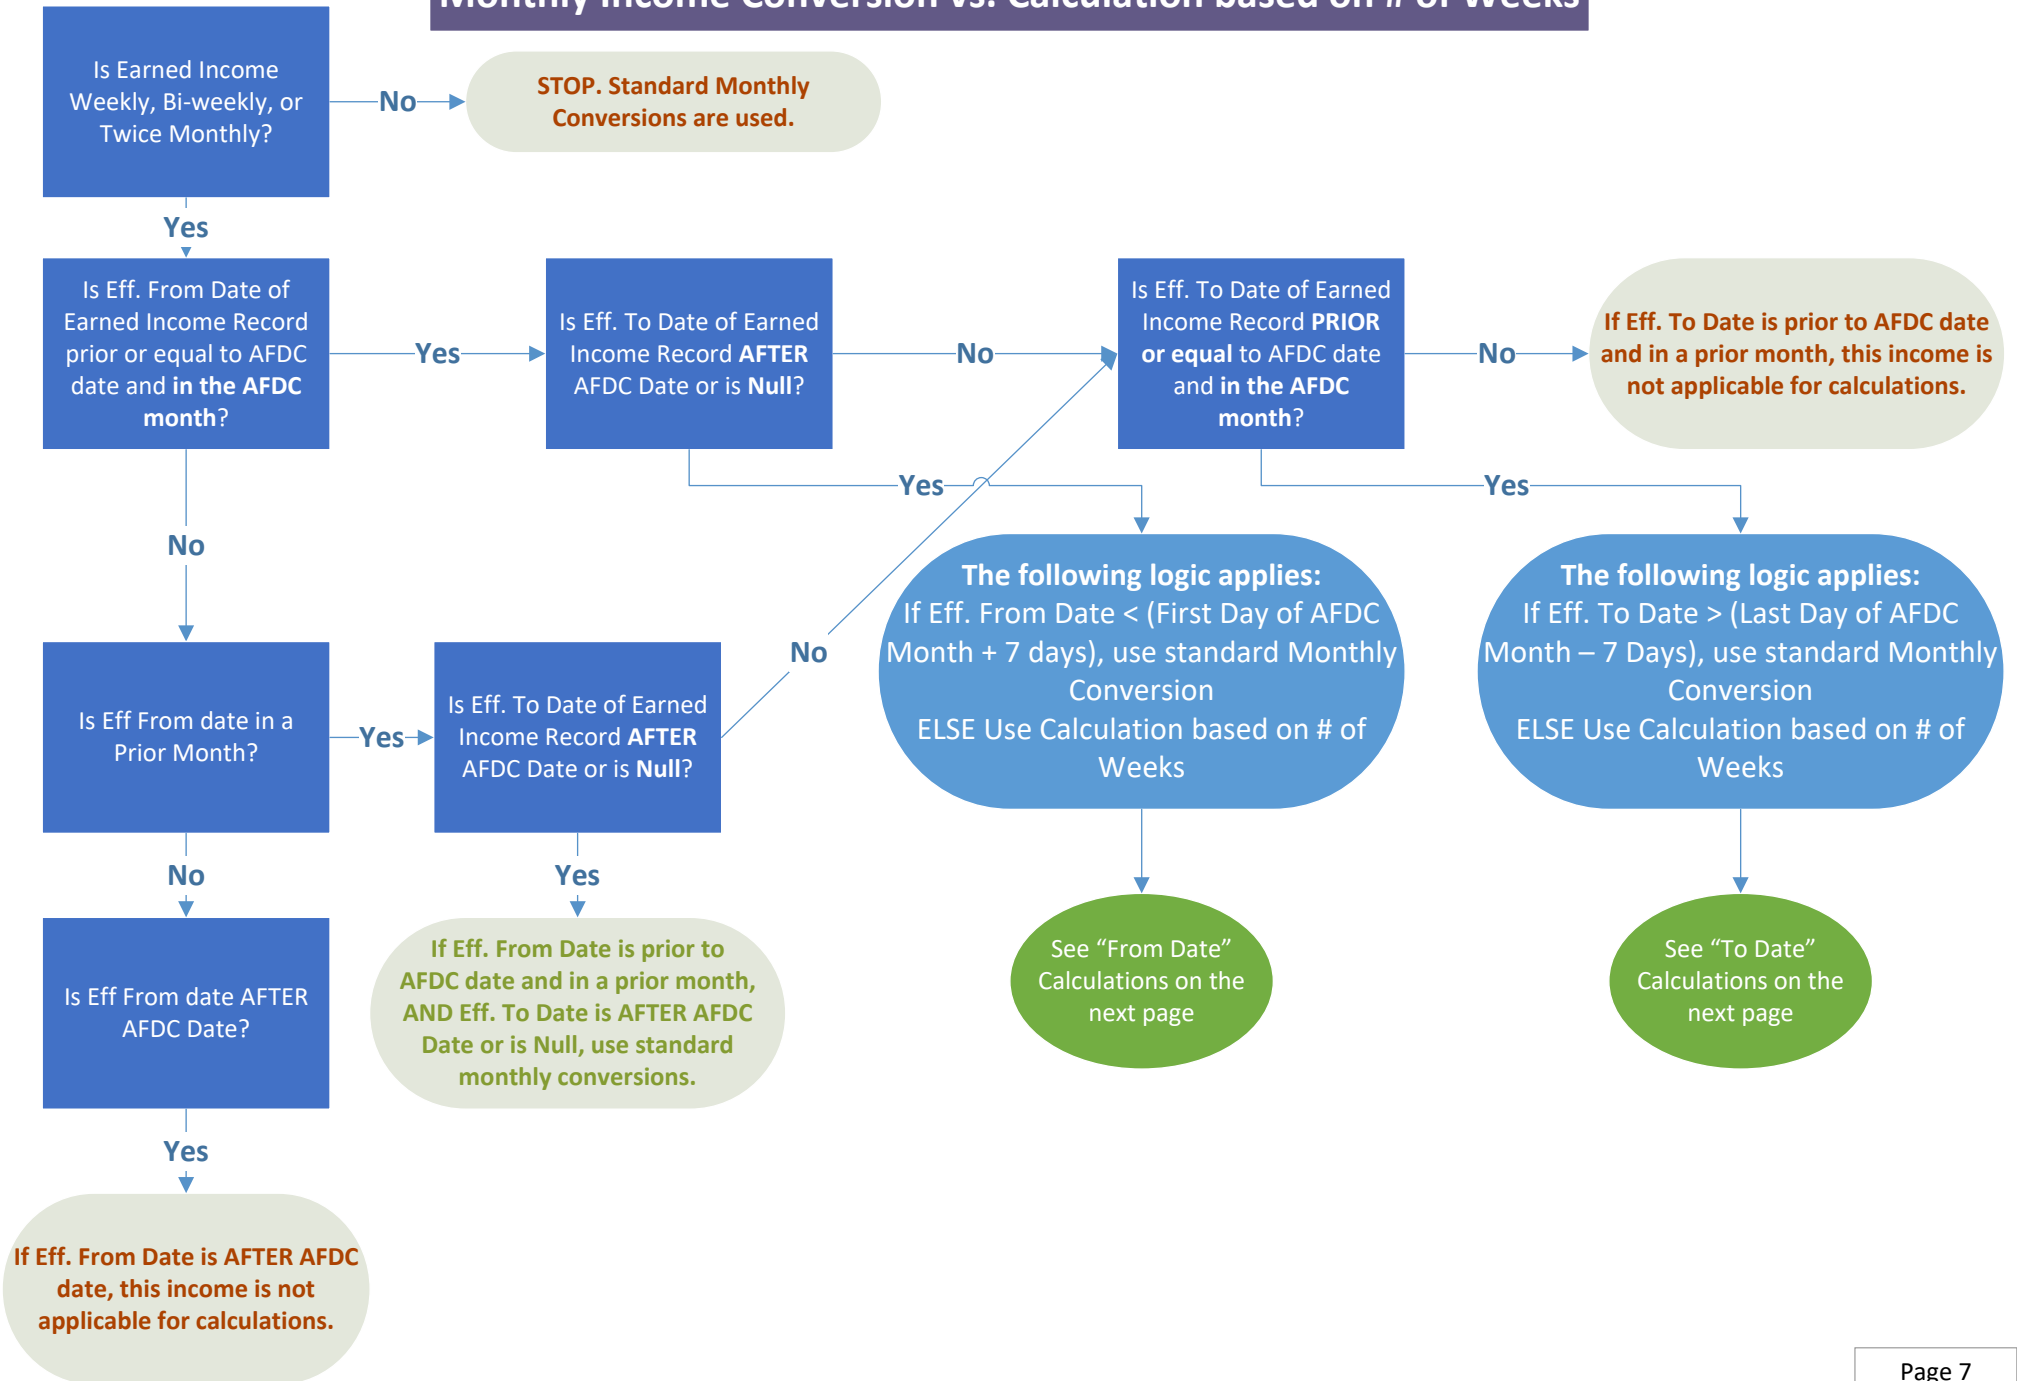 Monthly Income Conversion vs. Calculation based on # of Weeks
Is Earned Income
Weekly, Bi-weekly, or
Twice Monthly?
No
STOP. Standard Monthly
Conversions are used.
Yes
Is Eff. From Date of
Earned Income Record
prior or equal to AFDC
date and in the AFDC
month?
Yes
Is Eff. To Date of Earned
Income Record AFTER
AFDC Date or is Null?
No
Is Eff. To Date of Earned
Income Record PRIOR
or equal to AFDC date
and in the AFDC
month?
No
If Eff. To Date is prior to AFDC date
and in a prior month, this income is
not applicable for calculations.
Yes
Yes
No
The following logic applies:
If Eff. From Date < (First Day of AFDC
Month + 7 days), use standard Monthly
Conversion
ELSE Use Calculation based on # of
Weeks
The following logic applies:
If Eff. To Date > (Last Day of AFDC
Month – 7 Days), use standard Monthly
Conversion
ELSE Use Calculation based on # of
Weeks
No
Is Eff From date in a
Prior Month?
Yes
Is Eff. To Date of Earned
Income Record AFTER
AFDC Date or is Null?
No
Yes
Is Eff From date AFTER
AFDC Date?
If Eff. From Date is prior to
AFDC date and in a prior month,
AND Eff. To Date is AFTER AFDC
Date or is Null, use standard
monthly conversions.
See “From Date”
Calculations on the
next page
See “To Date”
Calculations on the
next page
Yes
If Eff. From Date is AFTER AFDC
date, this income is not
applicable for calculations.
Page 7